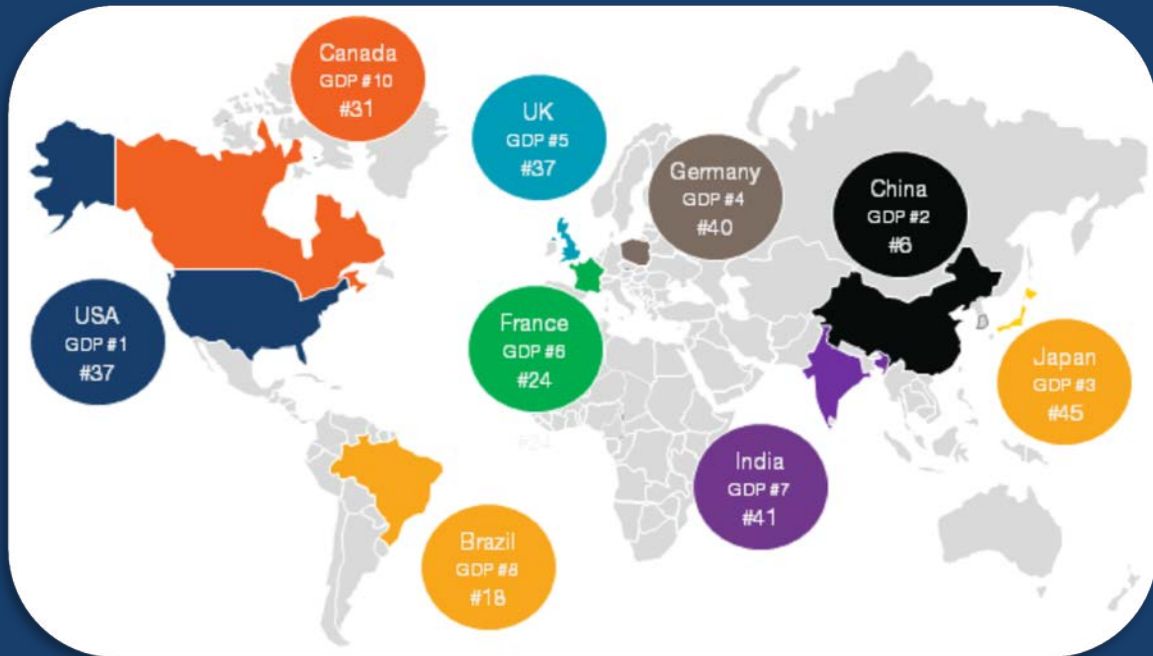 Canada
GDP #10
#31
UK
GDP #5
#37
Germany
GDP #4
#40
China
GDP #2
#6
USA
GDP #1
#37
France
GDP #6
#24
Japan
GDP #3
#45
#24
India
GDP #7
#41
Brazil
GDP #8
#18